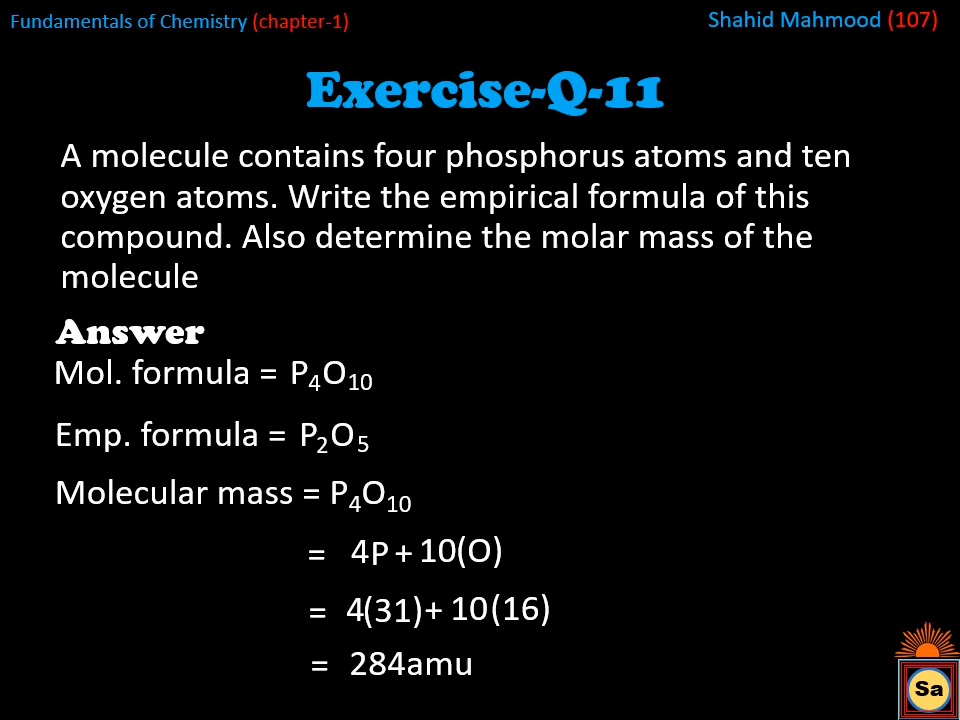 Fundamentals of Chemistry (chapter-1)
Shahid Mahmood (107)
Exercise-Q-11
A molecule contains four phosphorus atoms and ten
oxygen atoms. Write the empirical formula of this
compound. Also determine the molar mass of the
molecule
Answer
Mol. formula = P₄O₁₀
Emp. formula = P₂O₅
Molecular mass = P₄O₁₀
= 4P + 10(O)
= 4(31)+ 10(16)
= 284amu
Sa